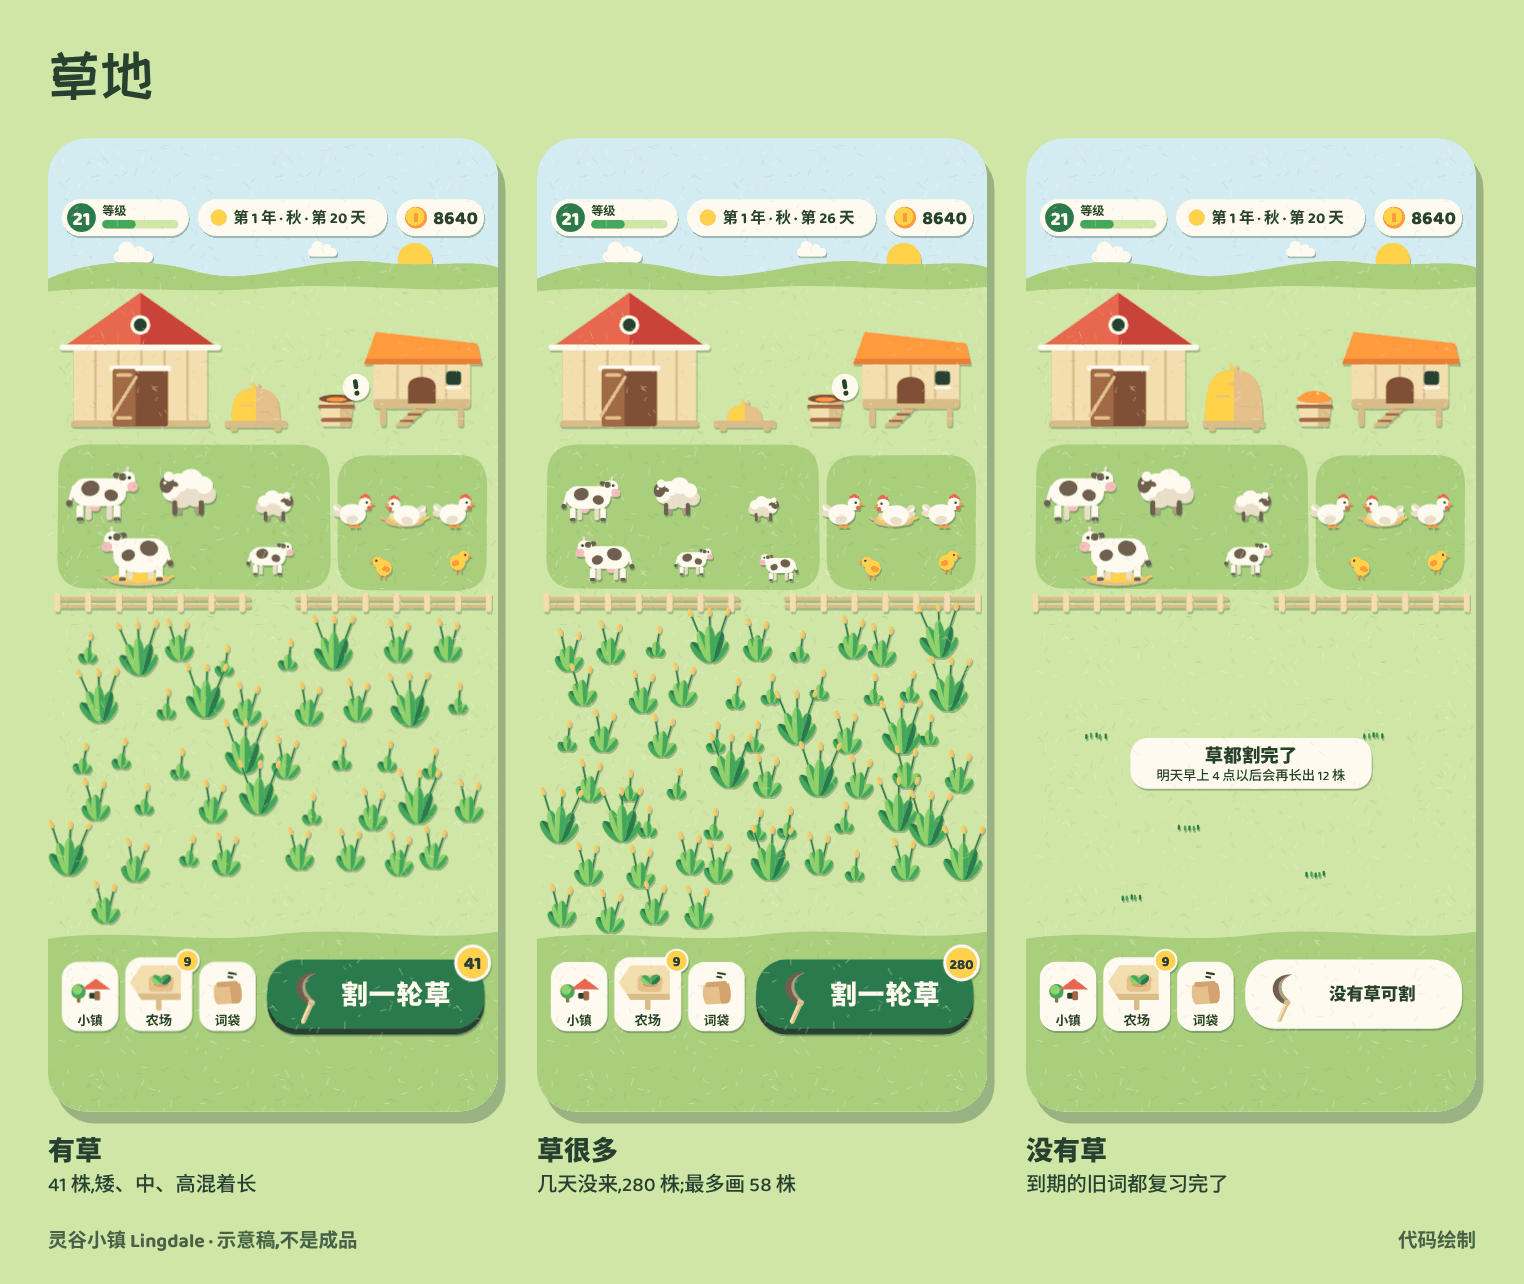 草地
21 等级 第1年·秋·第20天 8640
!
41
9
小镇 农场 词袋 割一轮草
有草
41 株,矮、中、高混着长
21 等级 第1年·秋·第26天 8640
!
280
9
小镇 农场 词袋 割一轮草
草很多
几天没来,280 株;最多画 58 株
21 等级 第1年·秋·第20天 8640
草都割完了
明天早上 4 点以后会再长出 12 株
9
小镇 农场 词袋 没有草可割
没有草
到期的旧词都复习完了
灵谷小镇 Lingdale · 示意稿,不是成品
代码绘制